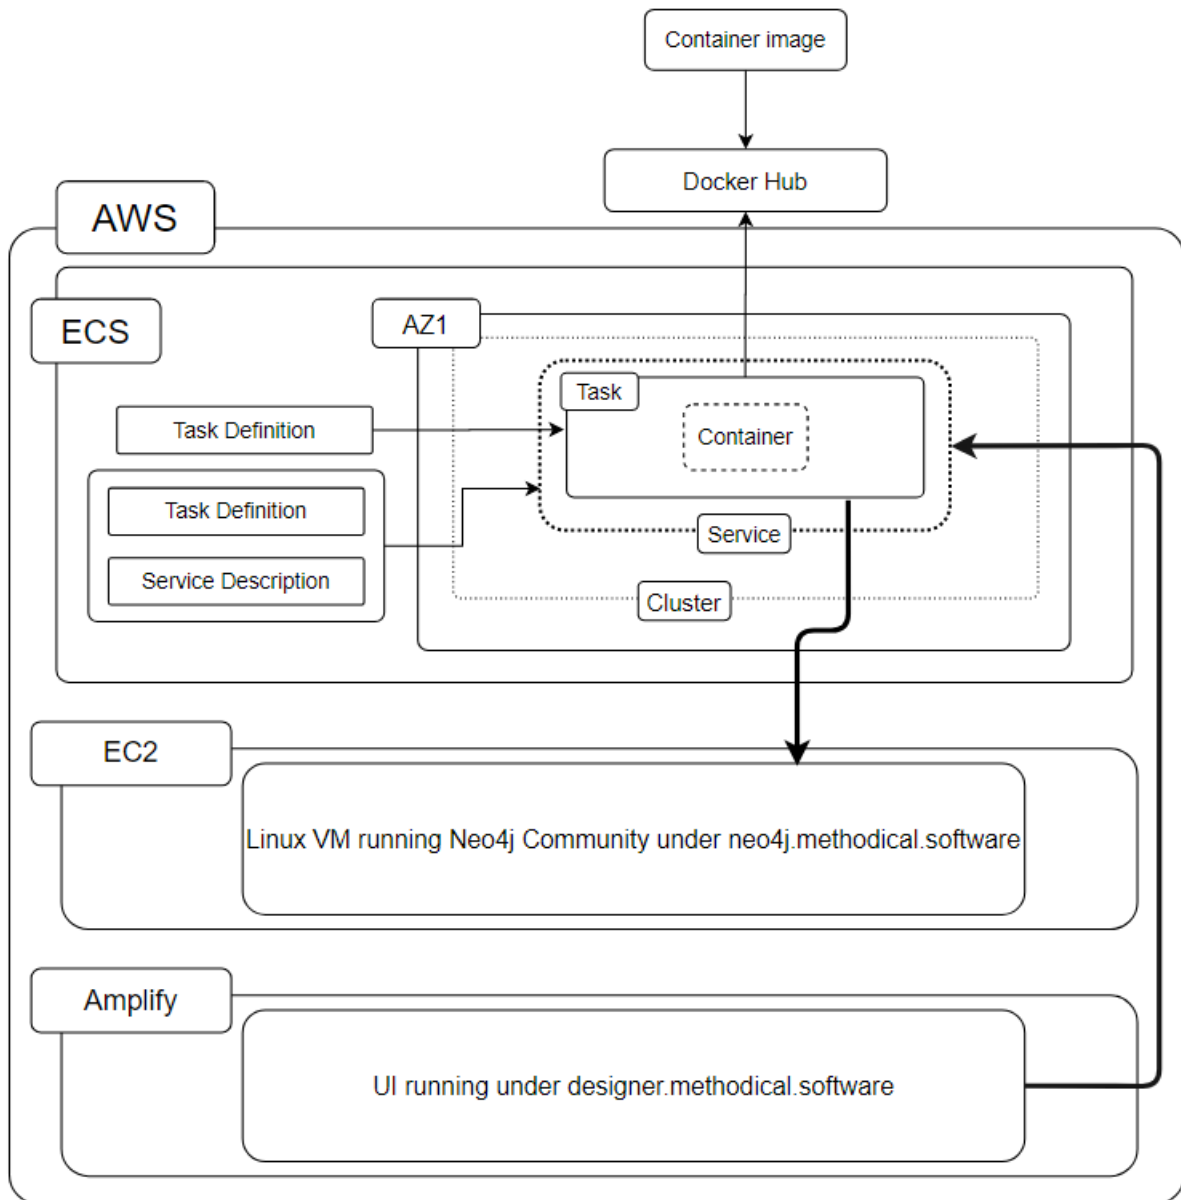 Container image
Docker Hub
AWS
ECS
AZ1
Task
Task Definition
Container
Task Definition
Service
Service Description
Cluster
EC2
Linux VM running Neo4j Community under neo4j.methodical.software
Amplify
UI running under designer.methodical.software